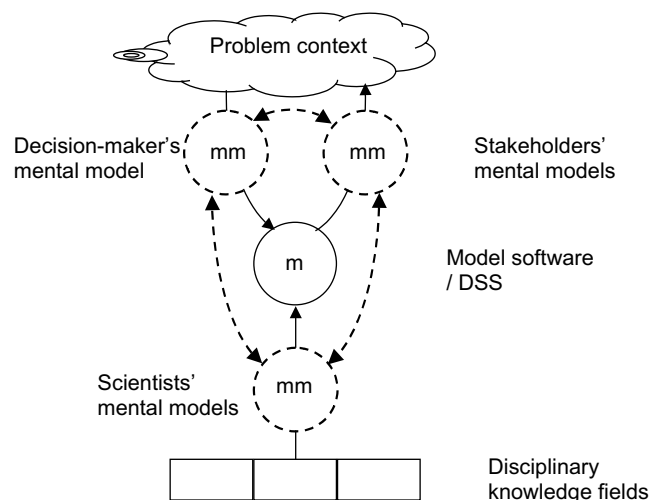 Problem context
Decision-maker's
mental model
mm
mm
Stakeholders'
mental models
m
Model software
/ DSS
Scientists'
mental models
mm
Disciplinary
knowledge fields